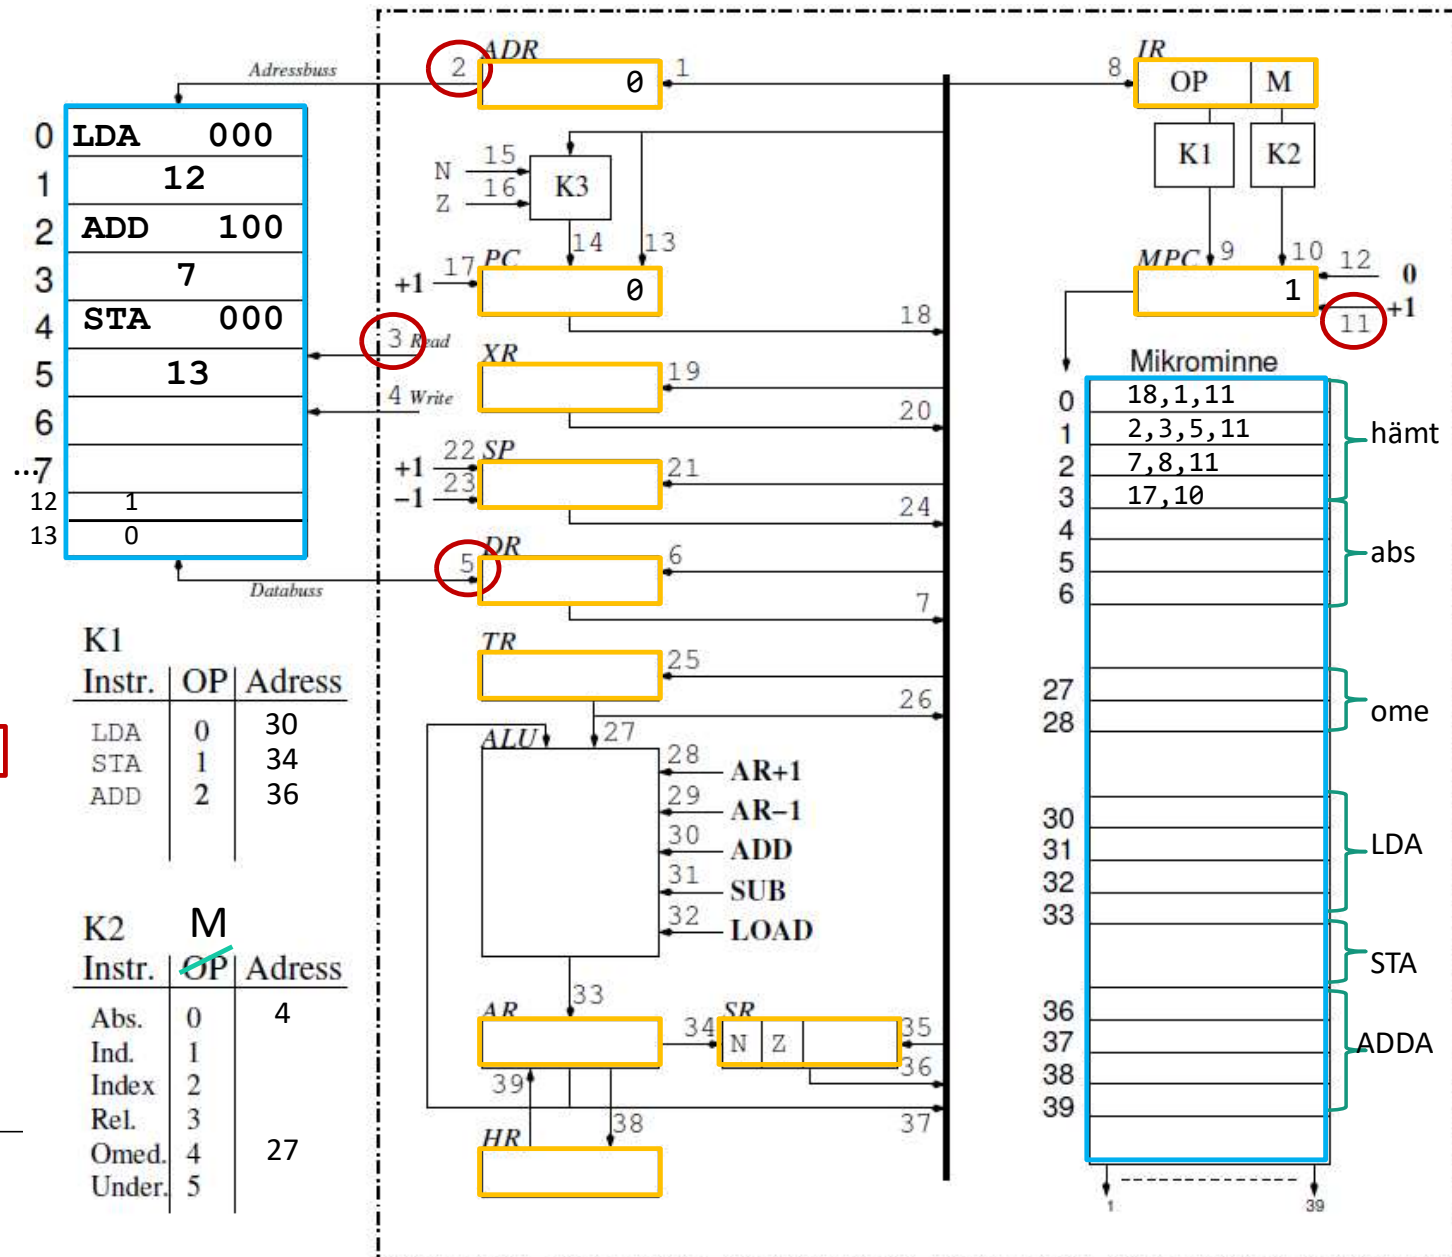 ADR
IR
Adressbuss
2
0
1
8
OP M
0 LDA 000
1 12
2 ADD 100
3 7
4 STA 000
5 13
6
...7
12 1
13 0
3 Read
4 Write
5
Databuss
N 15
Z 16
K3
14 13
+1 17 PC
0
18
XR
19
20
+1 22 SP
-1 23
21
24
DR
6
7
TR
25
26
27
ALU
28 AR+1
29 AR-1
30 ADD
31 SUB
32 LOAD
33
AR
34 SR 35
N Z
36
37
39 38
HR
K1 K2
MPC 9 10 12 0
1 +1
11
Mikrominne
0 18,1,11
1 2,3,5,11 hämt
2 7,8,11
3 17,10
4
5 abs
6
27
28 ome
30
31 LDA
32
33
STA
36
37 ADDA
38
39
1 39
K1
Instr. OP Adress
LDA 0 30
STA 1 34
ADD 2 36
K2 M
Instr. OP Adress
Abs. 0 4
Ind. 1
Index 2
Rel. 3
Omed. 4 27
Under. 5